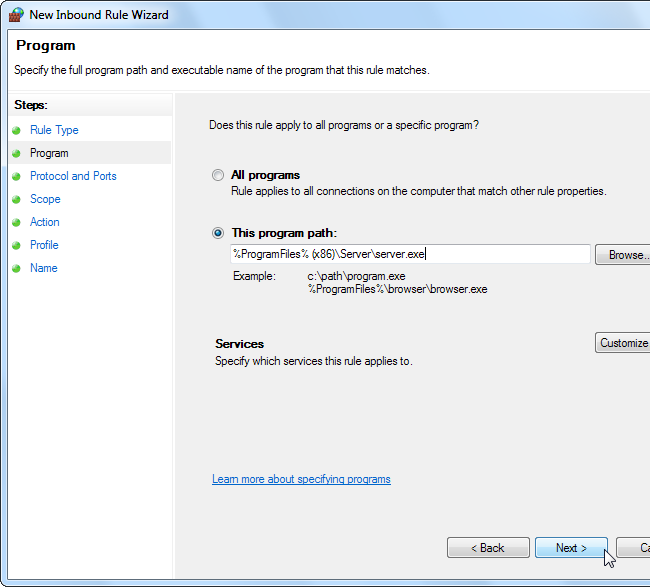 New Inbound Rule Wizard
Program
Specify the full program path and executable name of the program that this rule matches.
Steps:
Rule Type
Program
Protocol and Ports
Scope
Action
Profile
Name
Does this rule apply to all programs or a specific program?
All programs
Rule applies to all connections on the computer that match other rule properties.
This program path:
%ProgramFiles% (x86)\Server\server.exe
Browse..
Example: c:\path\program.exe
%ProgramFiles%\browser\browser.exe
Services
Specify which services this rule applies to.
Customize
Learn more about specifying programs
< Back Next > Ca